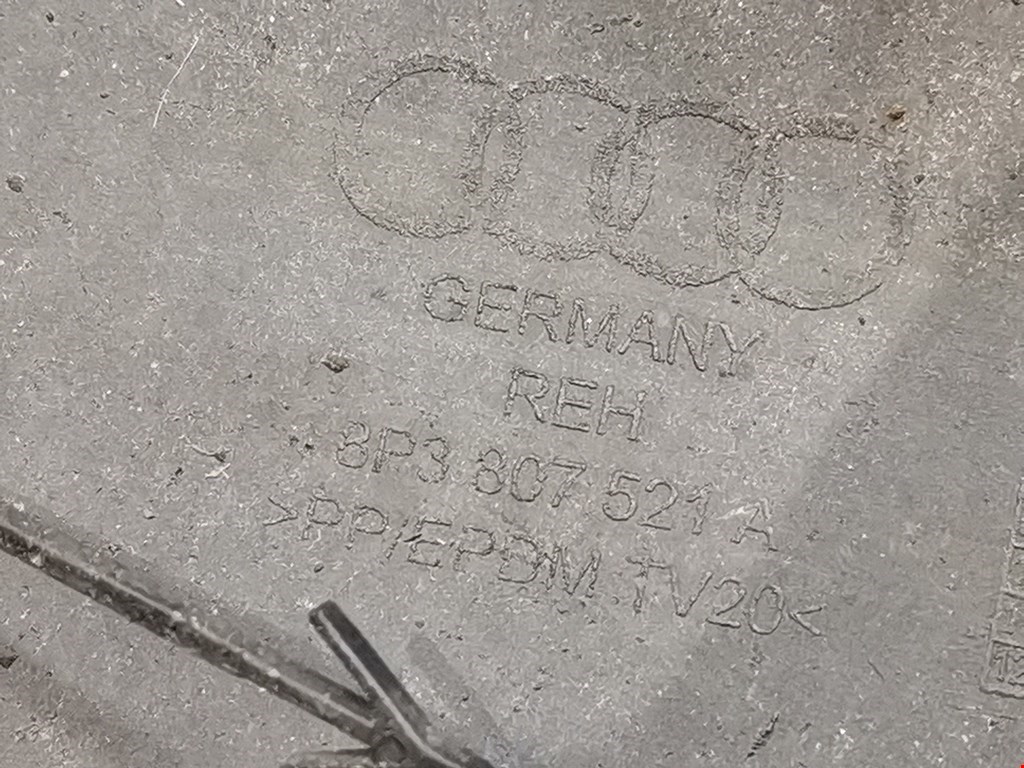 GERMANY
REH
8P3 807 521 A
>PP/EPDM TV20<